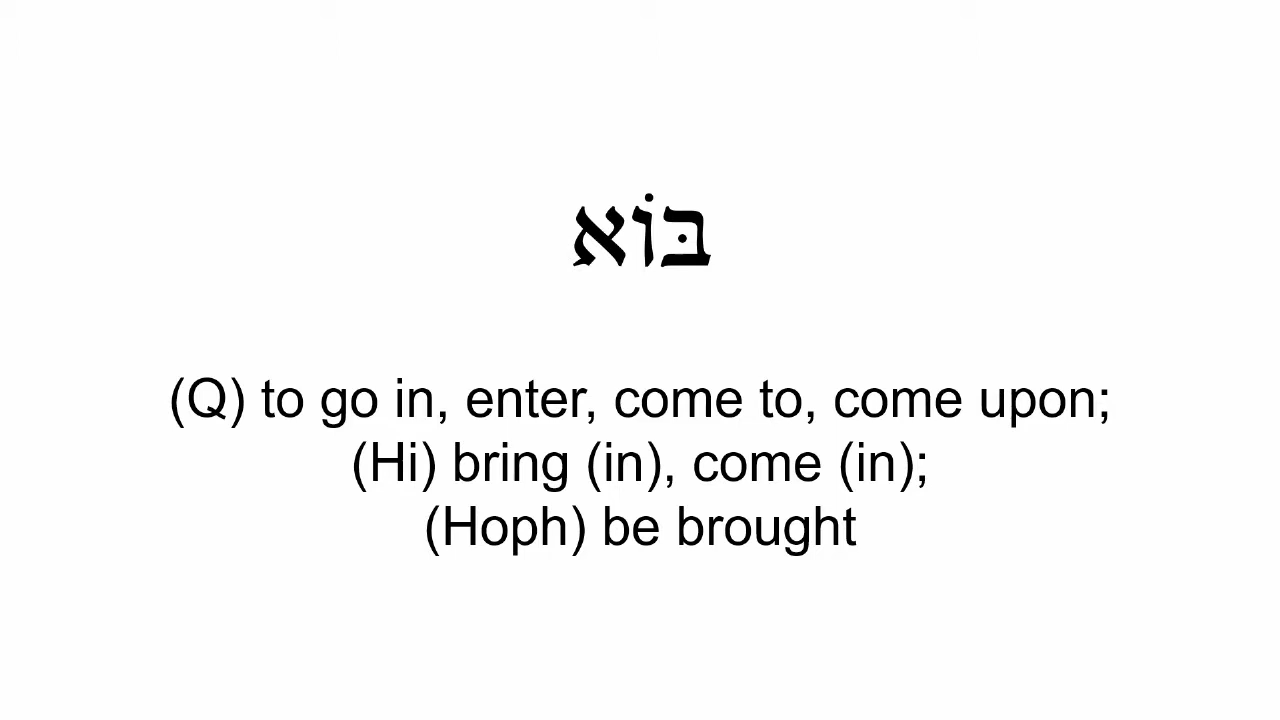 בּוֹא
(Q) to go in, enter, come to, come upon;
(Hi) bring (in), come (in);
(Hoph) be brought